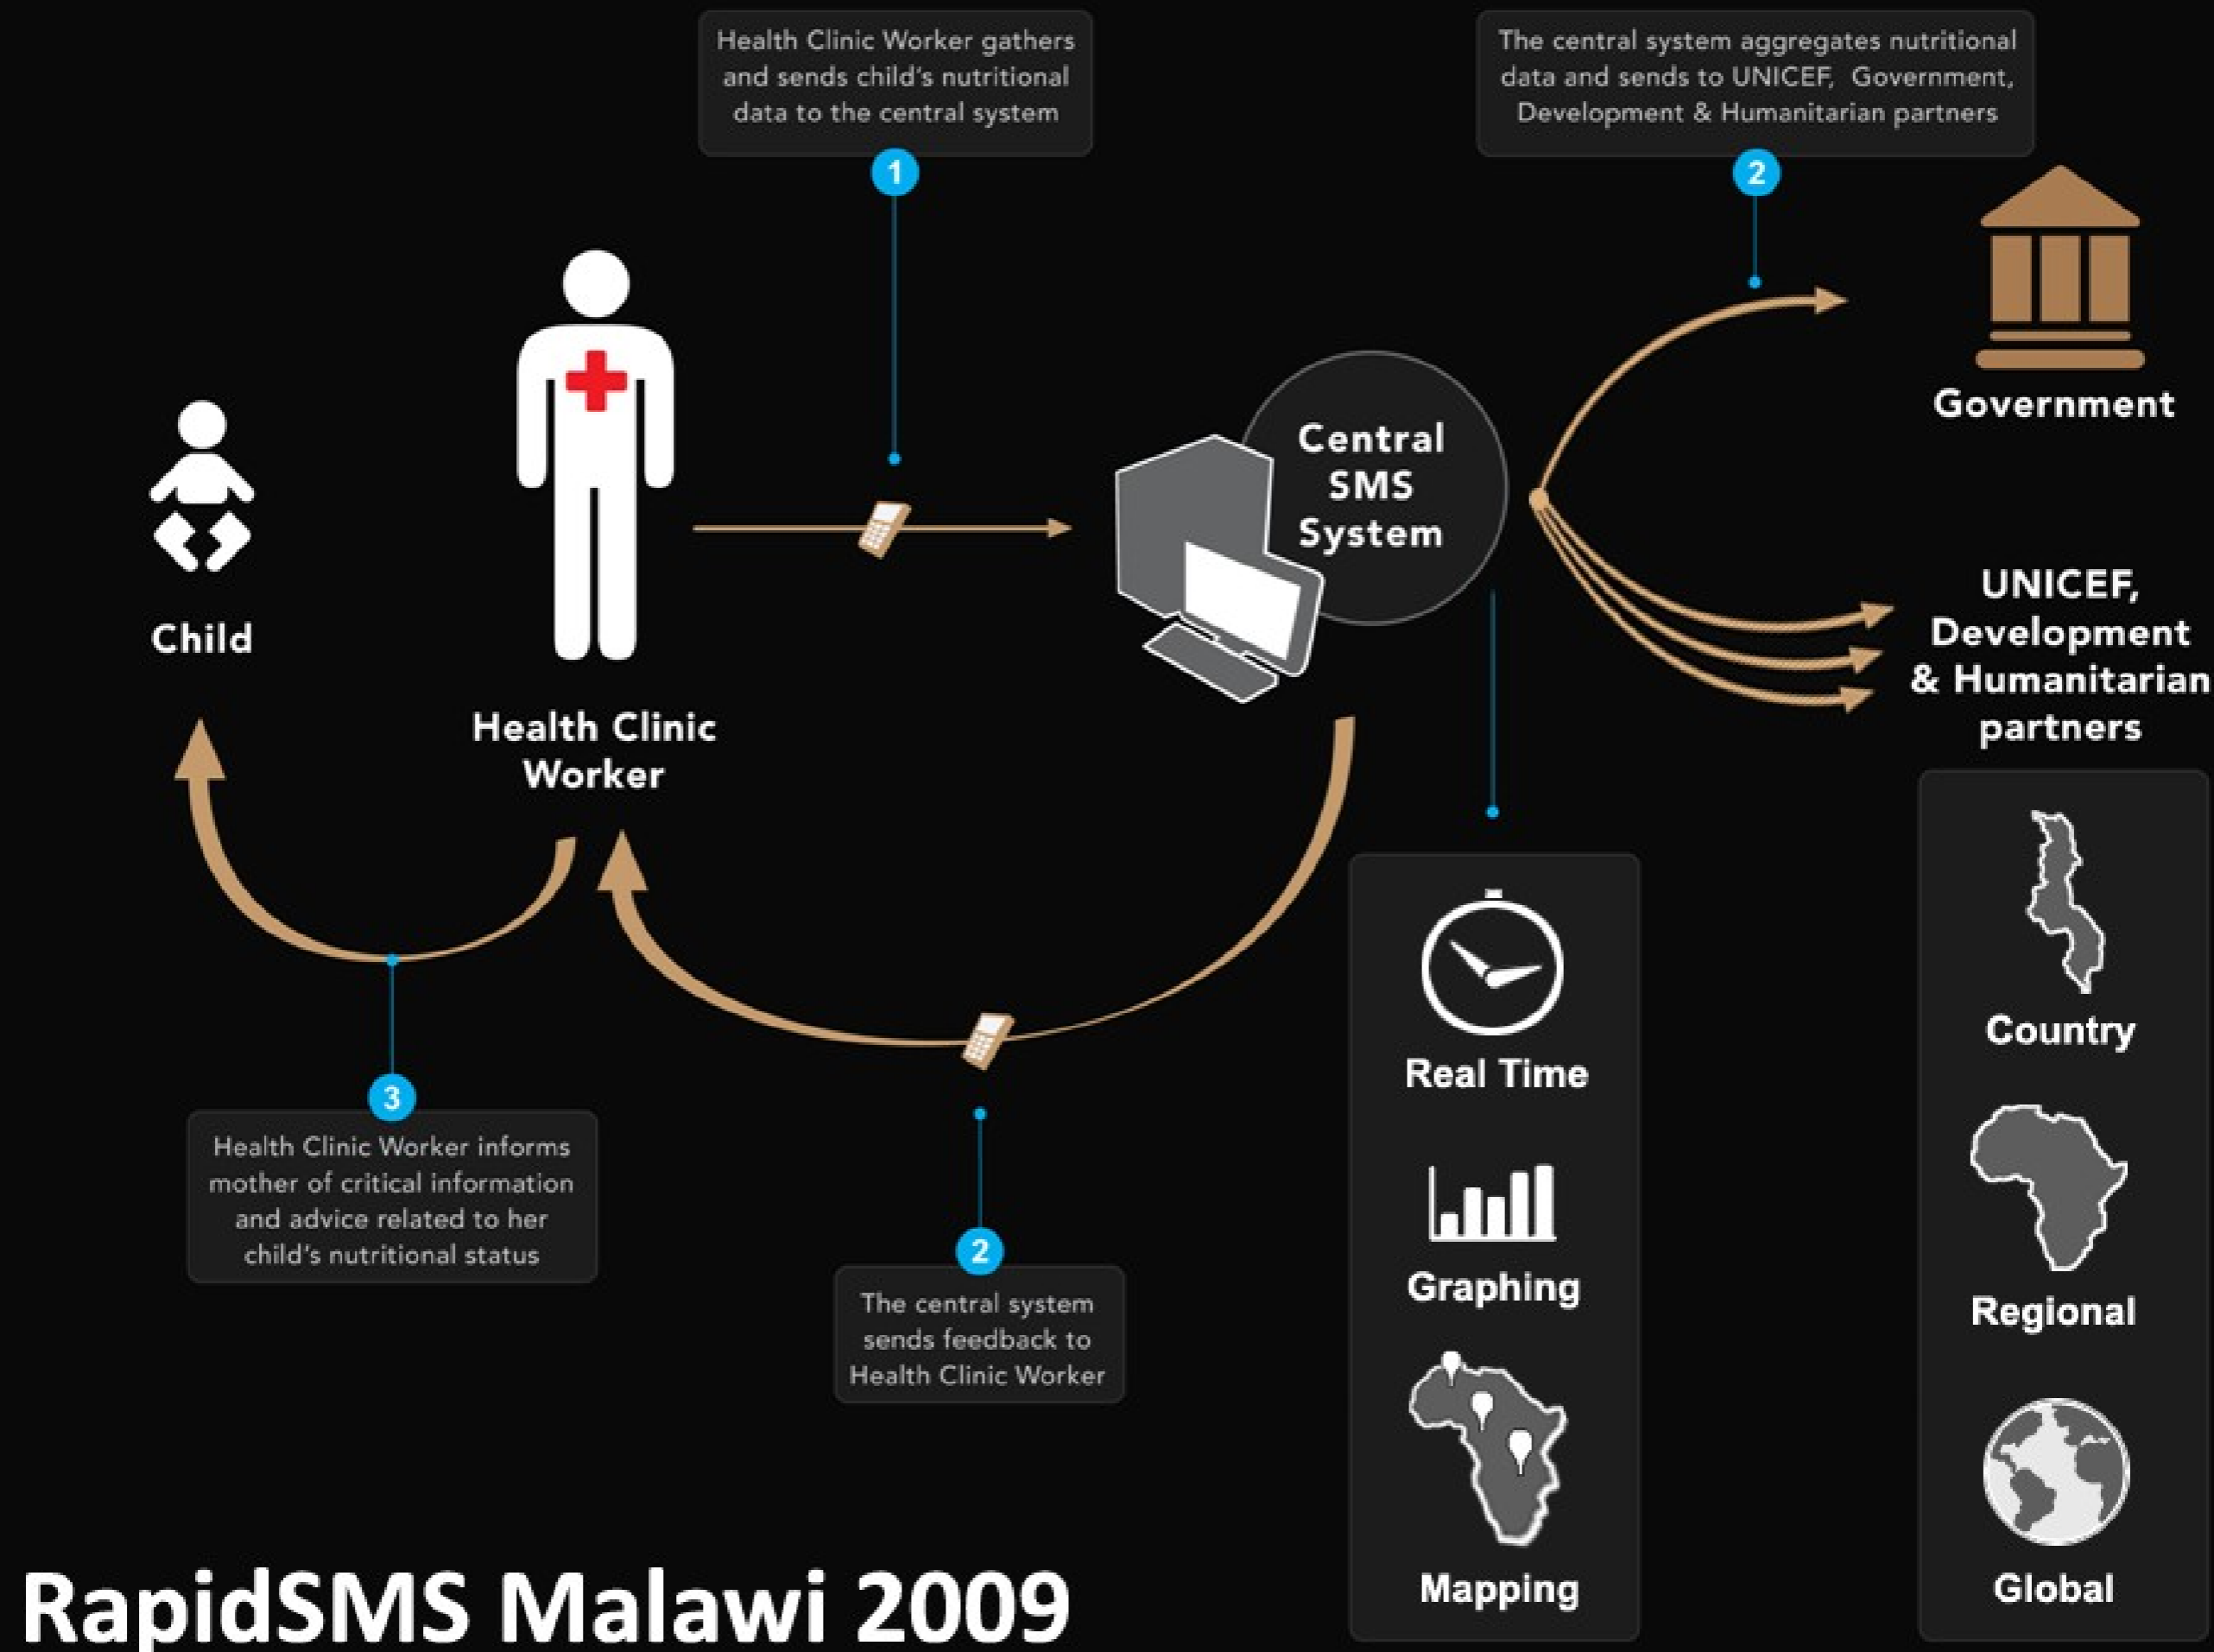 Health Clinic Worker gathers
and sends child's nutritional
data to the central system
1
The central system aggregates nutritional
data and sends to UNICEF, Government,
Development & Humanitarian partners
2
Child
Health Clinic
Worker
Central
SMS
System
Government
UNICEF,
Development
& Humanitarian
partners
3
Health Clinic Worker informs
mother of critical information
and advice related to her
child's nutritional status
2
The central system
sends feedback to
Health Clinic Worker
Real Time
Graphing
Mapping
Country
Regional
Global
RapidSMS Malawi 2009